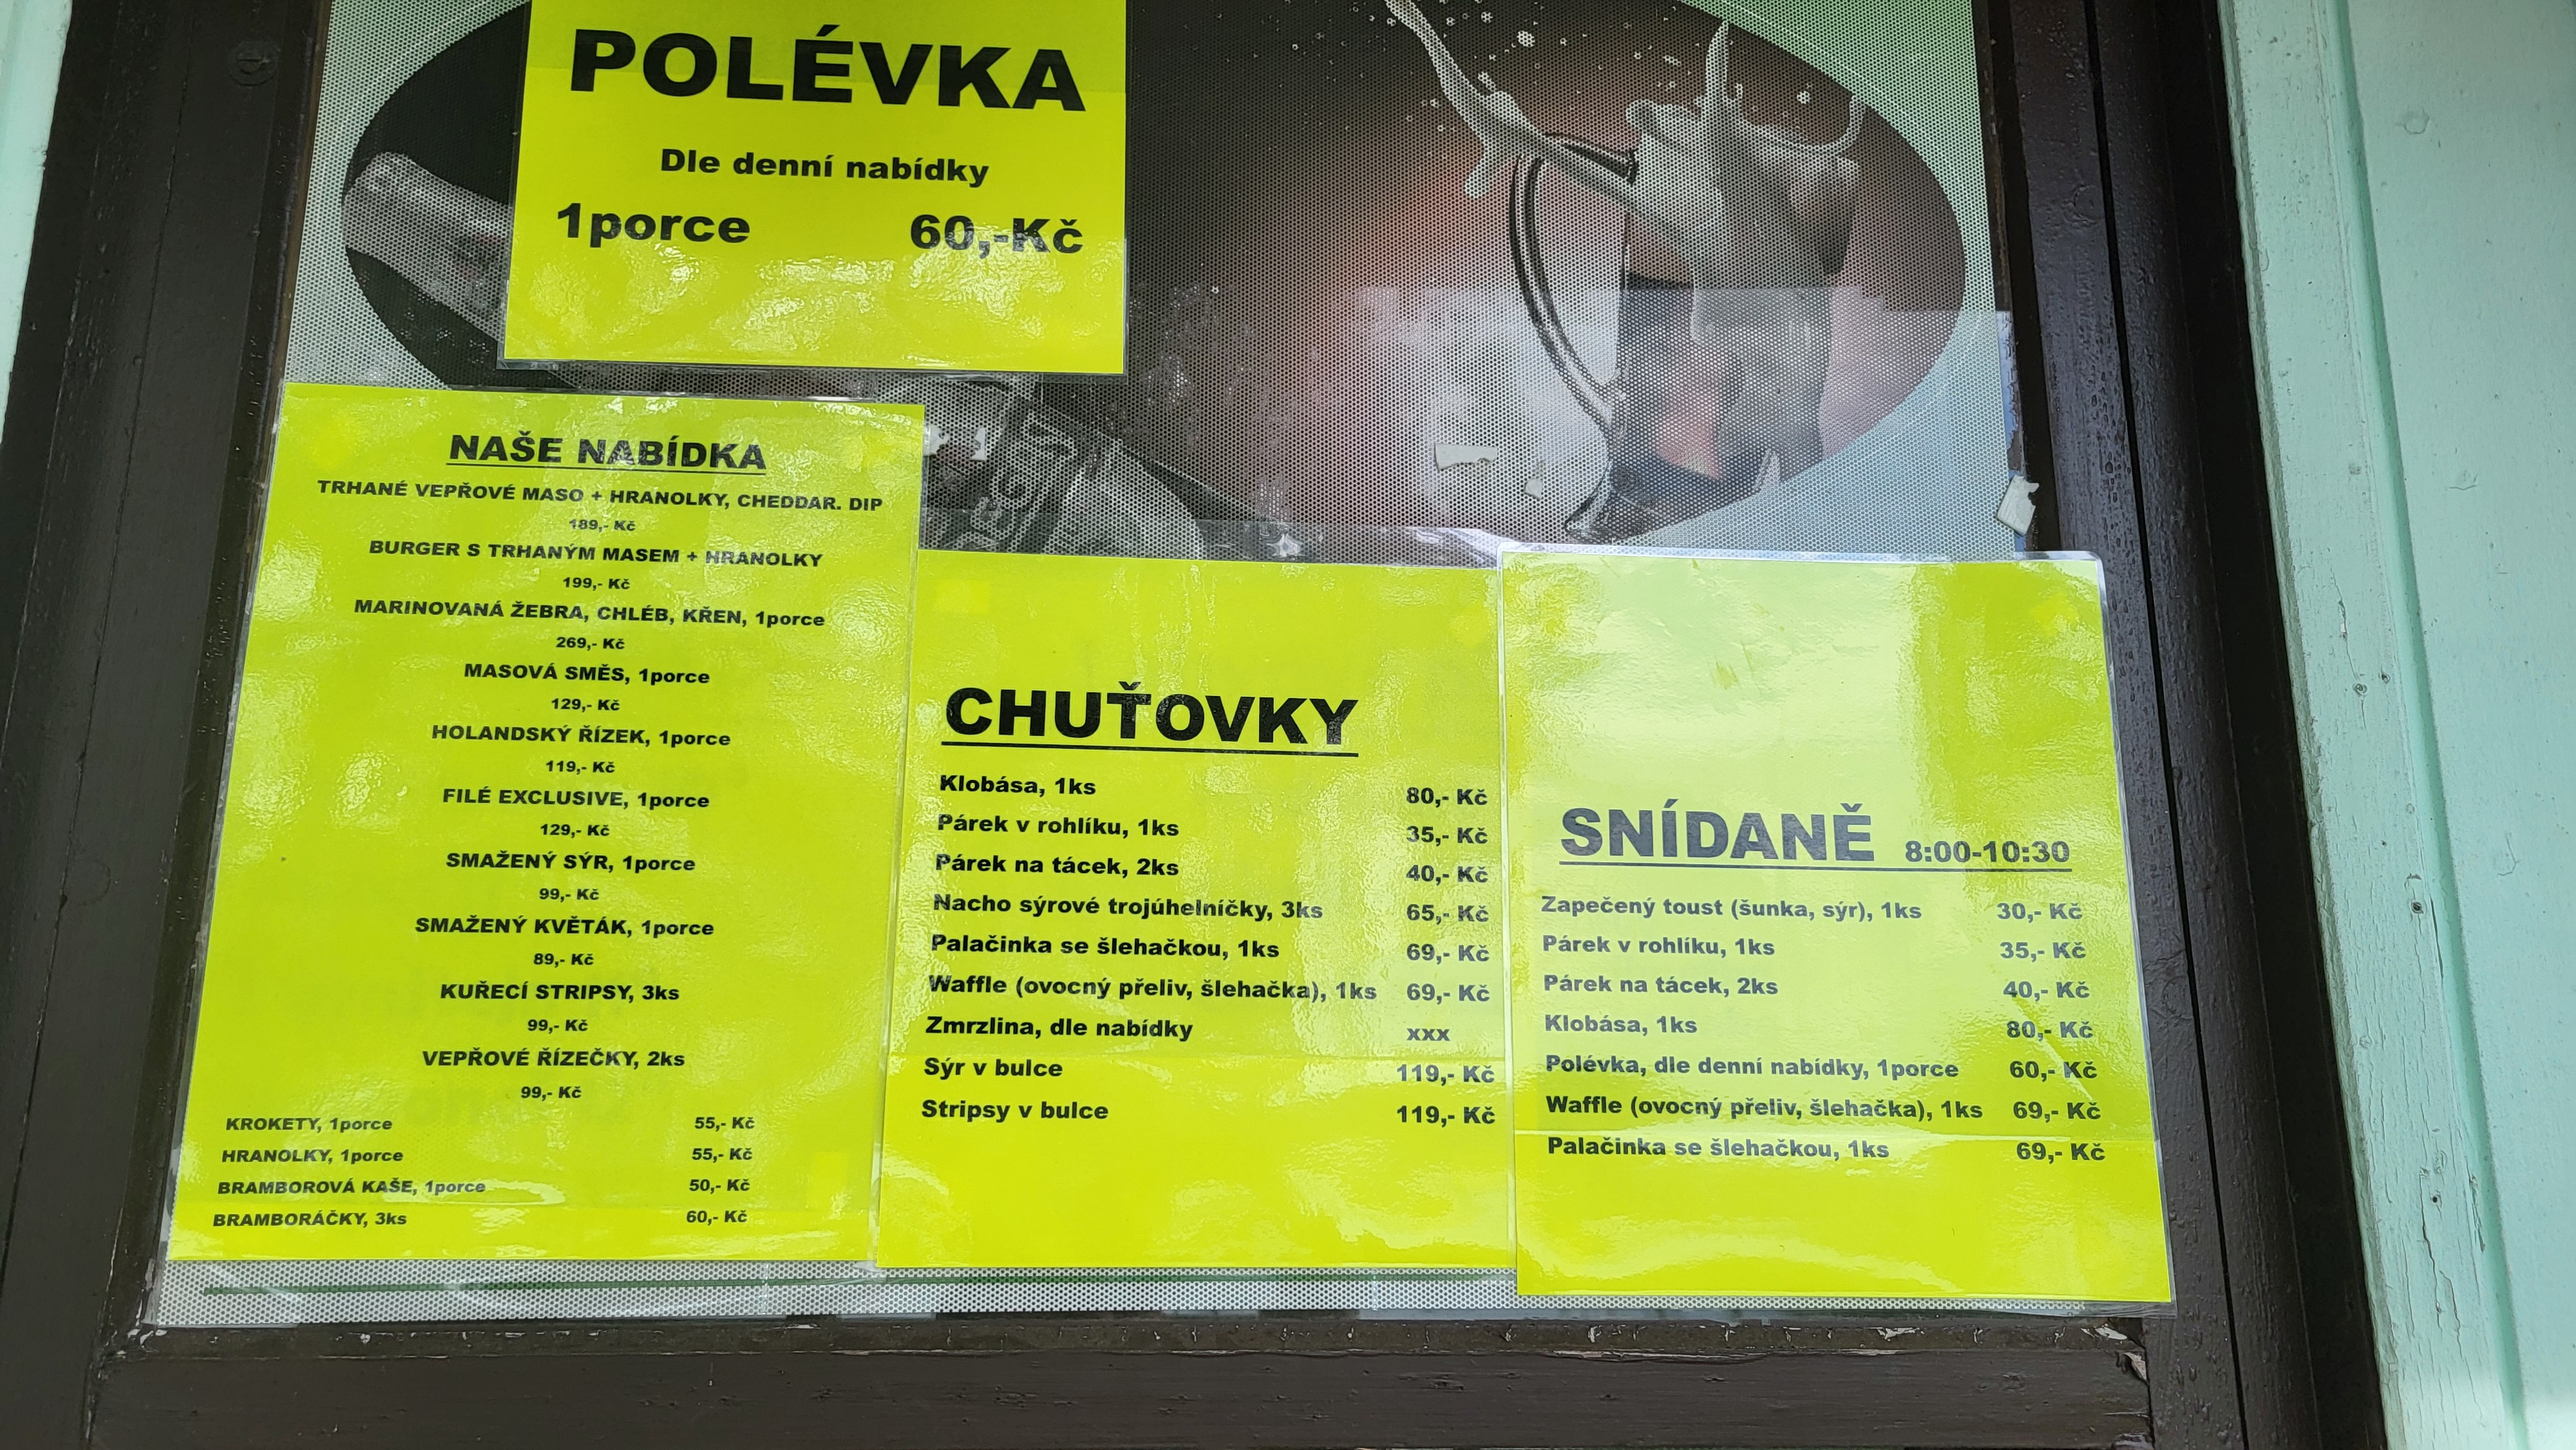 POLÉVKA
Dle denní nabídky
1porce 60,-Kč
NAŠE NABÍDKA
TRHANÉ VEPŘOVÉ MASO + HRANOLKY, CHEDDAR. DIP
189,- Kč
BURGER S TRHANÝM MASEM + HRANOLKY
199,- Kč
MARINOVANÁ ŽEBRA, CHLÉB, KŘEN, 1porce
269,- Kč
MASOVÁ SMĚS, 1porce
129,- Kč
HOLANDSKÝ ŘÍZEK, 1porce
119,- Kč
FILÉ EXCLUSIVE, 1porce
129,- Kč
SMAŽENÝ SÝR, 1porce
99,- Kč
SMAŽENÝ KVĚTÁK, 1porce
89,- Kč
KUŘECÍ STRIPSY, 3ks
99,- Kč
VEPŘOVÉ ŘÍZEČKY, 2ks
99,- Kč
KROKETY, 1porce 55,- Kč
HRANOLKY, 1porce 55,- Kč
BRAMBOROVÁ KAŠE, 1porce 50,- Kč
BRAMBORÁČKY, 3ks 60,- Kč
CHUŤOVKY
Klobása, 1ks 80,- Kč
Párek v rohlíku, 1ks 35,- Kč
Párek na tácek, 2ks 40,- Kč
Nacho sýrové trojúhelníčky, 3ks 65,- Kč
Palačinka se šlehačkou, 1ks 69,- Kč
Waffle (ovocný přeliv, šlehačka), 1ks 69,- Kč
Zmrzlina, dle nabídky xxx
Sýr v bulce 119,- Kč
Stripsy v bulce 119,- Kč
SNÍDANĚ 8:00-10:30
Zapečený toust (šunka, sýr), 1ks 30,- Kč
Párek v rohlíku, 1ks 35,- Kč
Párek na tácek, 2ks 40,- Kč
Klobása, 1ks 80,- Kč
Polévka, dle denní nabídky, 1porce 60,- Kč
Waffle (ovocný přeliv, šlehačka), 1ks 69,- Kč
Palačinka se šlehačkou, 1ks 69,- Kč